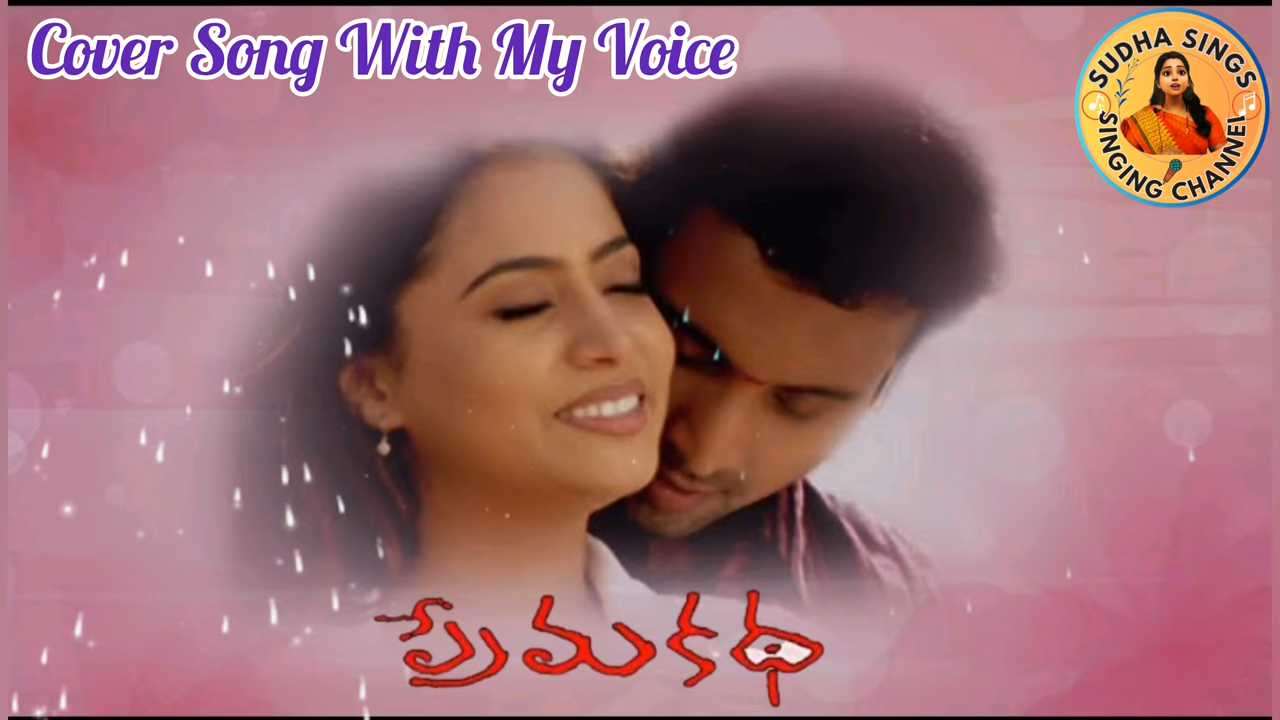 Cover Song With My Voice
SUDHA SINGS
SINGING CHANNEL
ప్రేమకథ